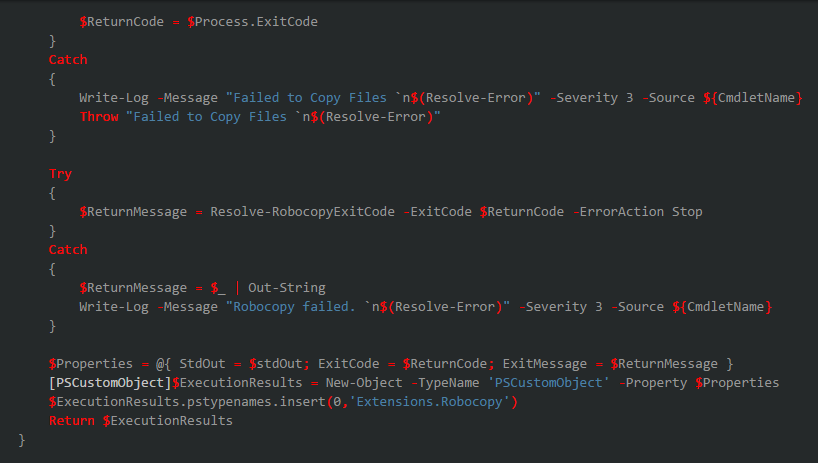 $ReturnCode = $Process.ExitCode
    }
    Catch
    {
        Write-Log -Message "Failed to Copy Files `n$(Resolve-Error)" -Severity 3 -Source ${CmdletName}
        Throw "Failed to Copy Files `n$(Resolve-Error)"
    }

    Try
    {
        $ReturnMessage = Resolve-RobocopyExitCode -ExitCode $ReturnCode -ErrorAction Stop
    }
    Catch
    {
        $ReturnMessage = $_ | Out-String
        Write-Log -Message "Robocopy failed. `n$(Resolve-Error)" -Severity 3 -Source ${CmdletName}
    }

    $Properties = @{ StdOut = $stdOut; ExitCode = $ReturnCode; ExitMessage = $ReturnMessage }
    [PSCustomObject]$ExecutionResults = New-Object -TypeName 'PSCustomObject' -Property $Properties
    $ExecutionResults.pstypenames.insert(0,'Extensions.Robocopy')
    Return $ExecutionResults
}